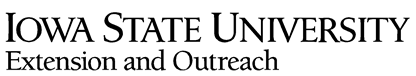 IOWA STATE UNIVERSITY
Extension and Outreach